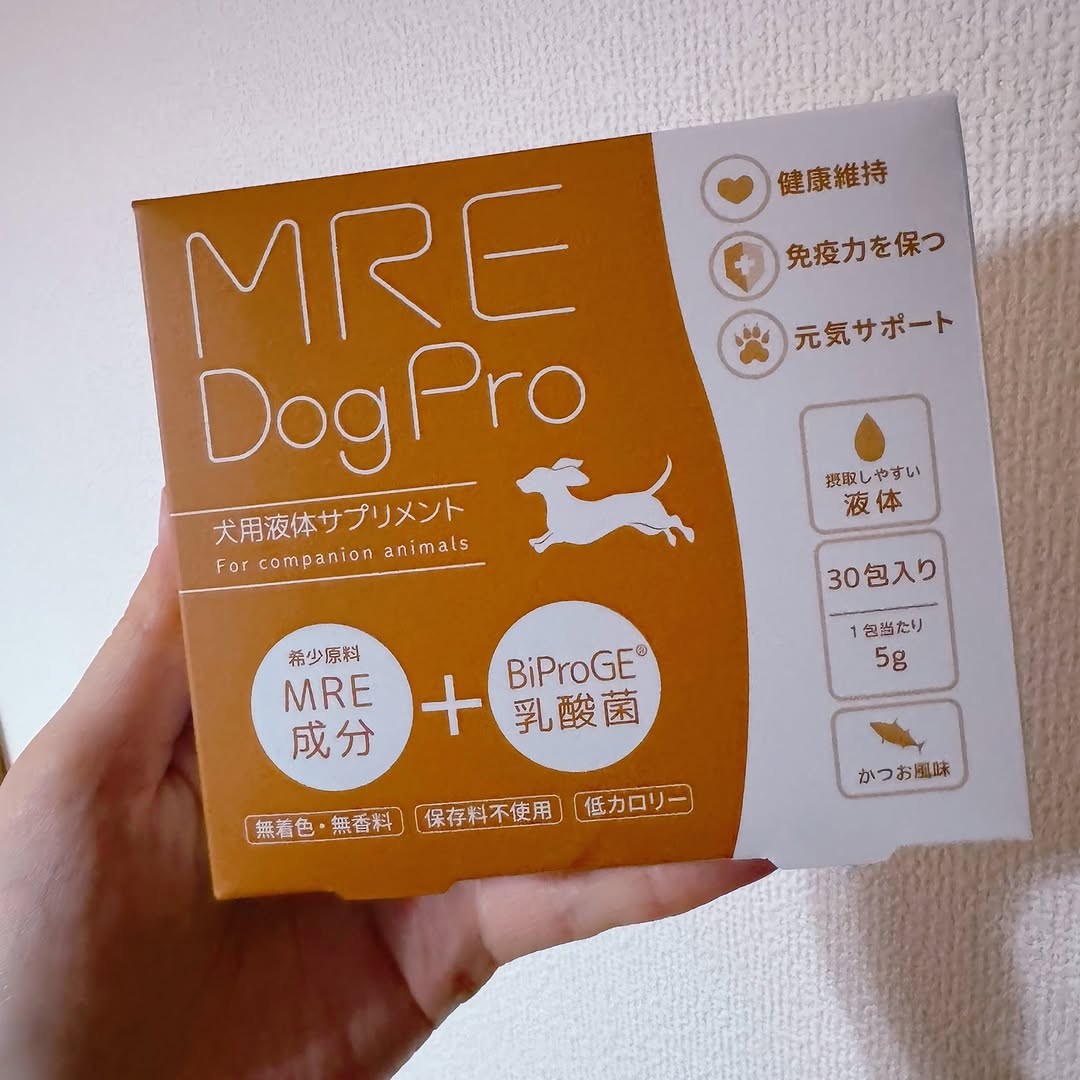 MRE
DogPro
犬用液体サプリメント
For companion animals
希少原料
MRE
成分
+
BiProGE®
乳酸菌
無着色・無香料
保存料不使用
低カロリー
健康維持
免疫力を保つ
元気サポート
摂取しやすい
液体
30包入り
1包当たり
5g
かつお風味